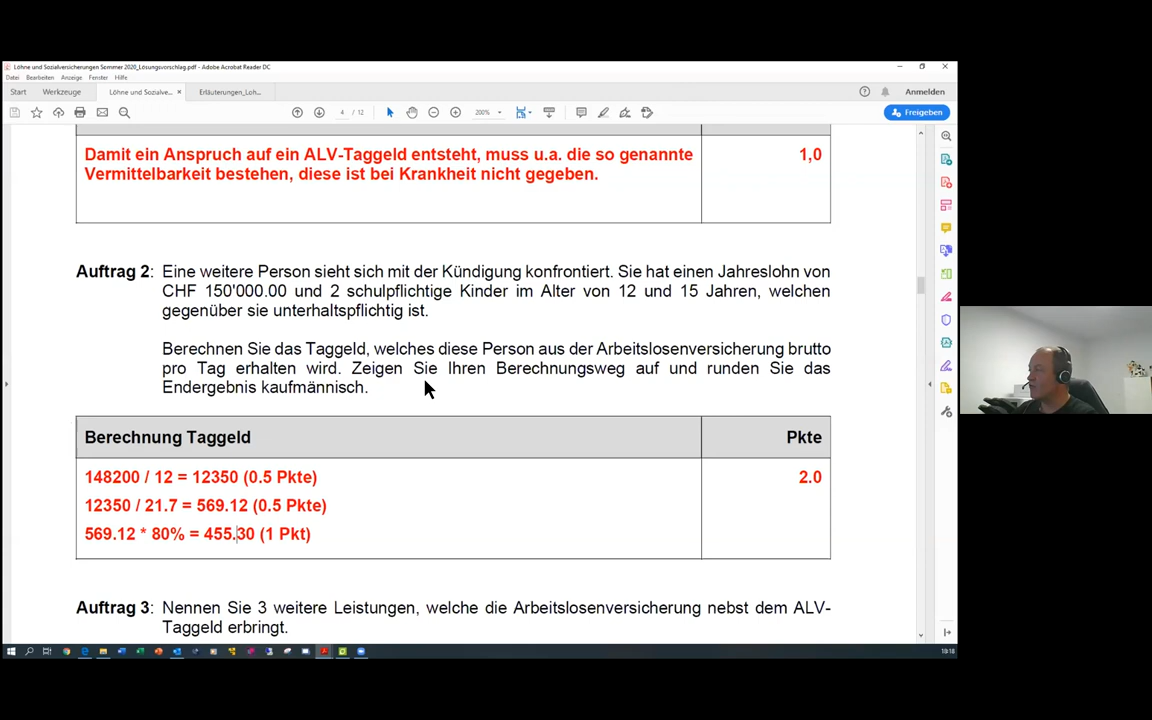 Löhne und Sozialversicherungen Sommer 2020_Lösungsvorschlag.pdf - Adobe Acrobat Reader DC
Datei Bearbeiten Anzeige Fenster Hilfe
Start Werkzeuge Löhne und Sozialve... × Erläuterungen_Loh... Anmelden
4 / 12 200% Freigeben
Damit ein Anspruch auf ein ALV-Taggeld entsteht, muss u.a. die so genannte 1,0
Vermittelbarkeit bestehen, diese ist bei Krankheit nicht gegeben.
Auftrag 2: Eine weitere Person sieht sich mit der Kündigung konfrontiert. Sie hat einen Jahreslohn von
CHF 150'000.00 und 2 schulpflichtige Kinder im Alter von 12 und 15 Jahren, welchen
gegenüber sie unterhaltspflichtig ist.
Berechnen Sie das Taggeld, welches diese Person aus der Arbeitslosenversicherung brutto
pro Tag erhalten wird. Zeigen Sie Ihren Berechnungsweg auf und runden Sie das
Endergebnis kaufmännisch.
Berechnung Taggeld Pkte
148200 / 12 = 12350 (0.5 Pkte) 2.0
12350 / 21.7 = 569.12 (0.5 Pkte)
569.12 * 80% = 455.30 (1 Pkt)
Auftrag 3: Nennen Sie 3 weitere Leistungen, welche die Arbeitslosenversicherung nebst dem ALV-
Taggeld erbringt.
18:18